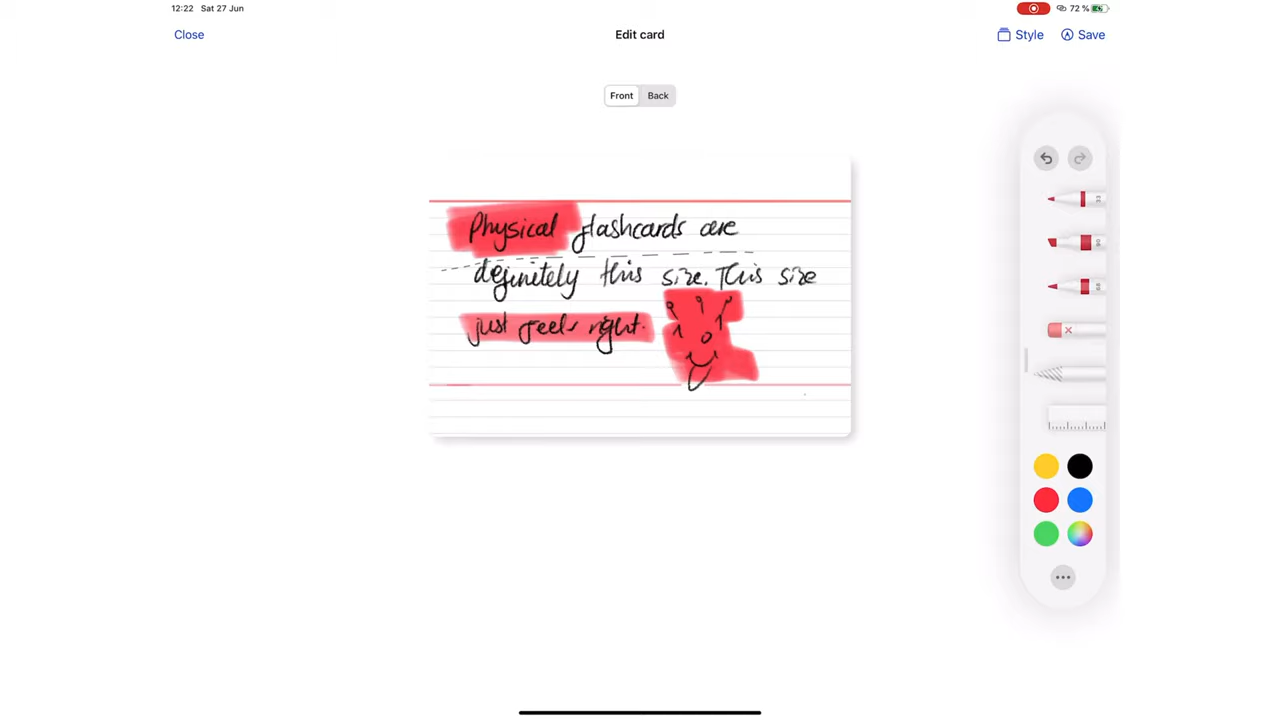 12:22 Sat 27 Jun 72 %
Close Edit card Style Save
Front Back
Physical flashcards are
definitely this size. This size
just feels right.